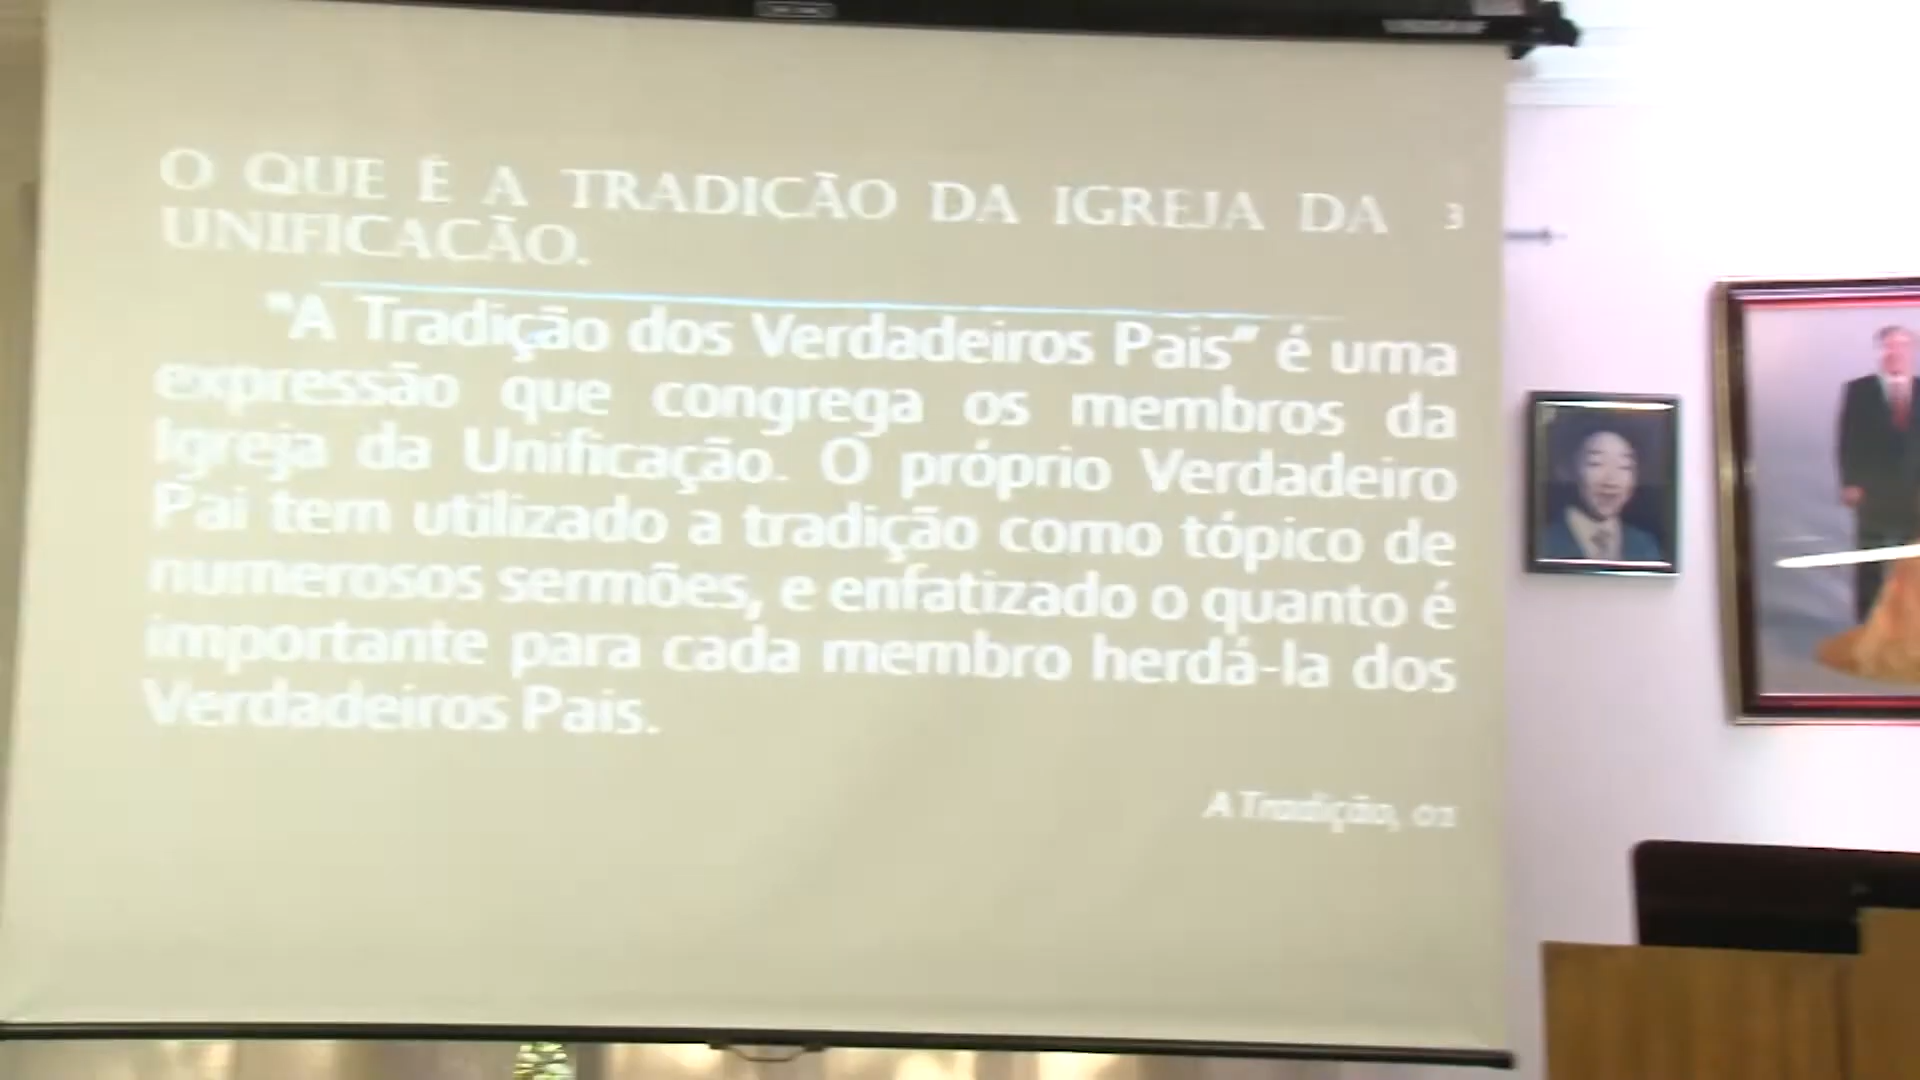 O QUE É A TRADICÃO DA IGREJA DA
3
UNIFICACÃO.
"A Tradição dos Verdadeiros Pais" é uma
expressão que congrega os membros da
Igreja da Unificação. O próprio Verdadeiro
Pai tem utilizado a tradição como tópico de
numerosos sermões, e enfatizado o quanto é
importante para cada membro herdá-la dos
Verdadeiros Pais.
A Tradição,